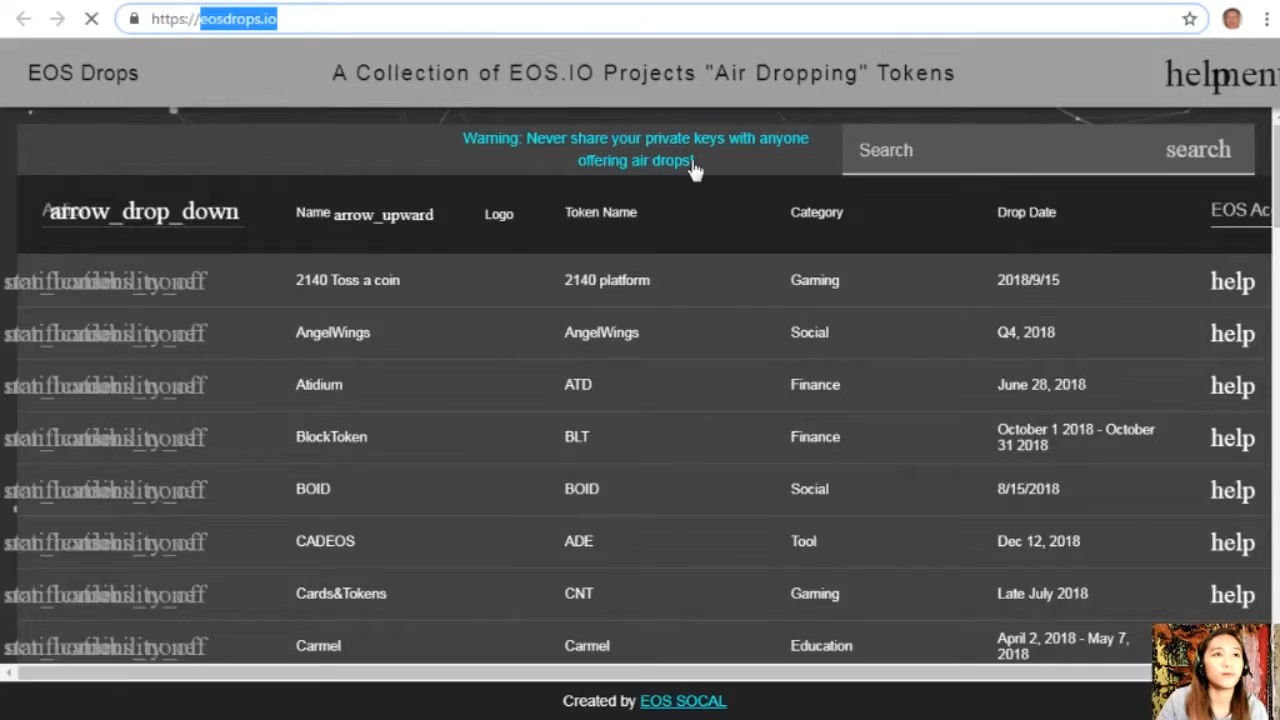 https://eosdrops.io
EOS Drops
A Collection of EOS.IO Projects "Air Dropping" Tokens
help
Warning: Never share your private keys with anyone
offering air drops!
Search
search
arrow_drop_down
Name arrow_upward
Logo
Token Name
Category
Drop Date
EOS Ac
2140 Toss a coin
2140 platform
Gaming
2018/9/15
help
AngelWings
AngelWings
Social
Q4, 2018
help
Atidium
ATD
Finance
June 28, 2018
help
BlockToken
BLT
Finance
October 1 2018 - October
31 2018
help
BOID
BOID
Social
8/15/2018
help
CADEOS
ADE
Tool
Dec 12, 2018
help
Cards&Tokens
CNT
Gaming
Late July 2018
help
Carmel
Carmel
Education
April 2, 2018 - May 7,
2018
Created by EOS SOCAL